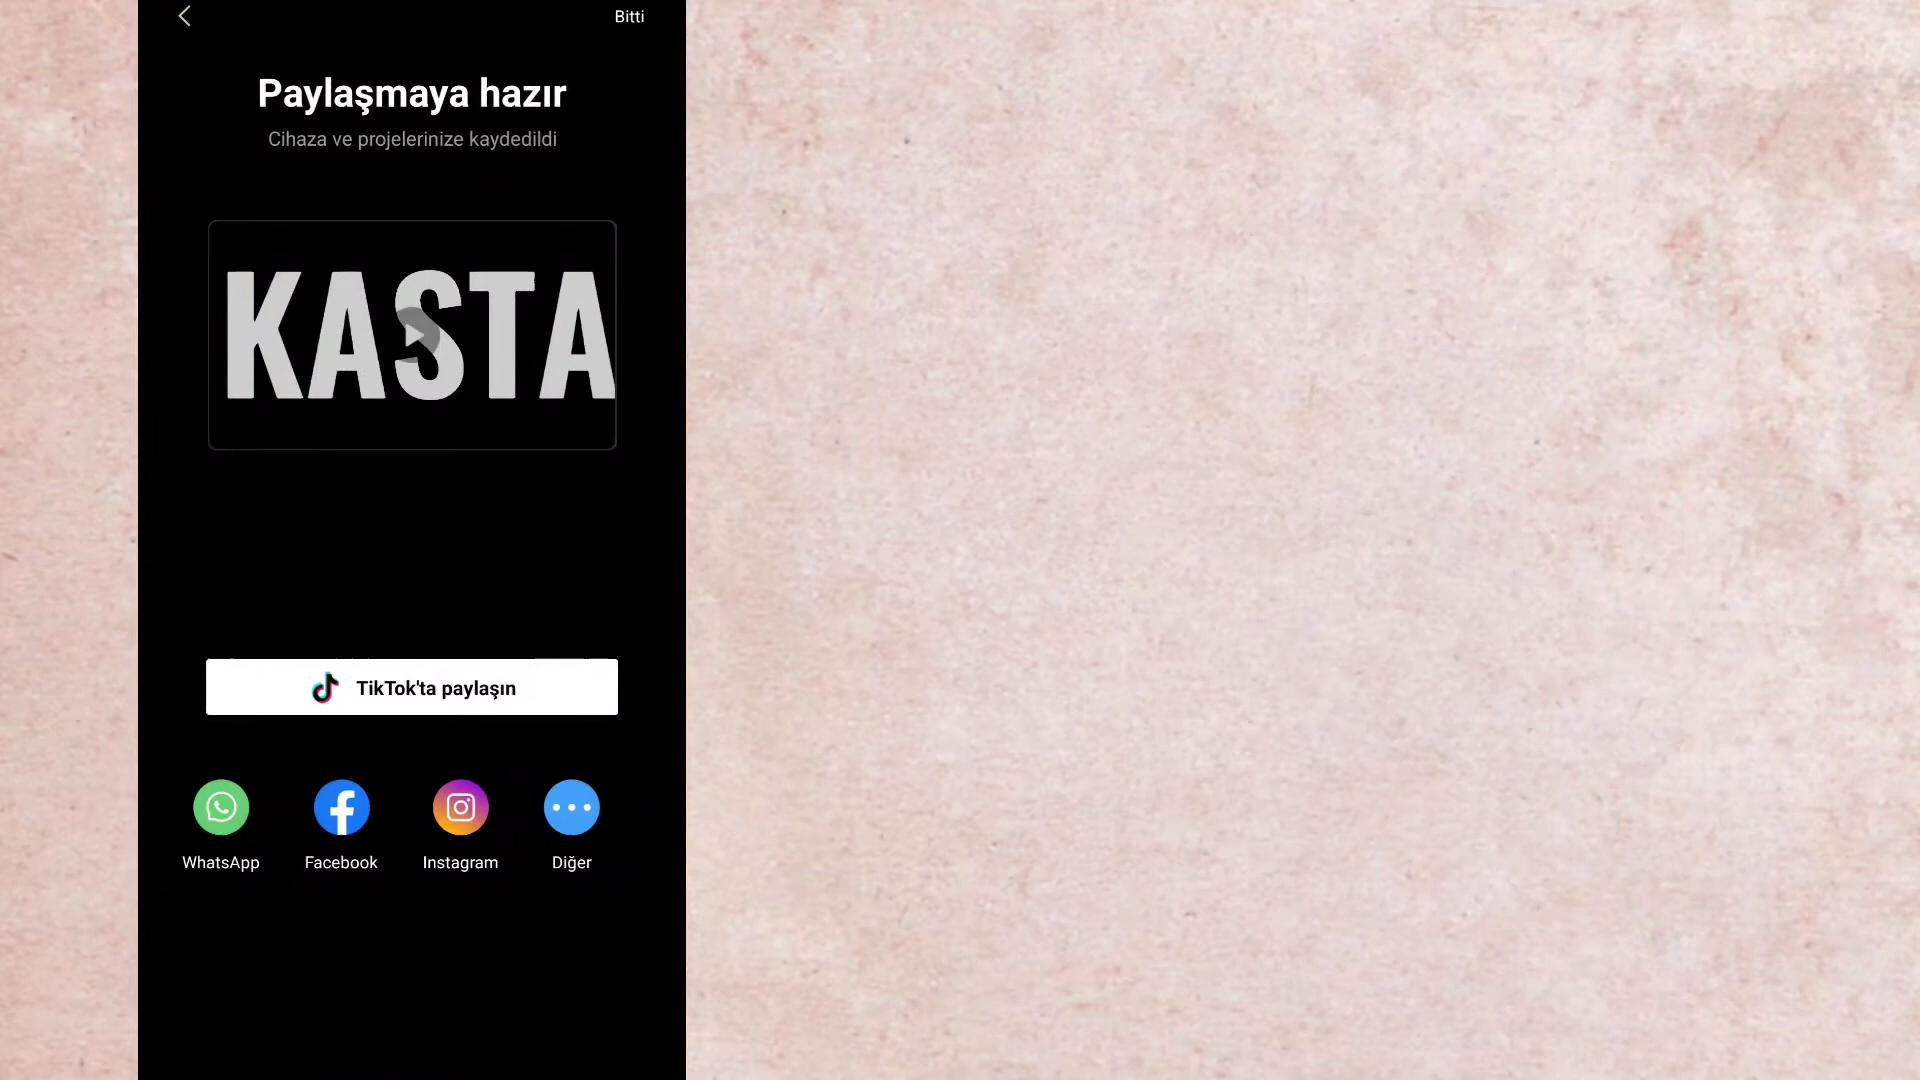 Bitti
Paylaşmaya hazır
Cihaza ve projelerinize kaydedildi
KASTA
TikTok'ta paylaşın
WhatsApp
Facebook
Instagram
Diğer